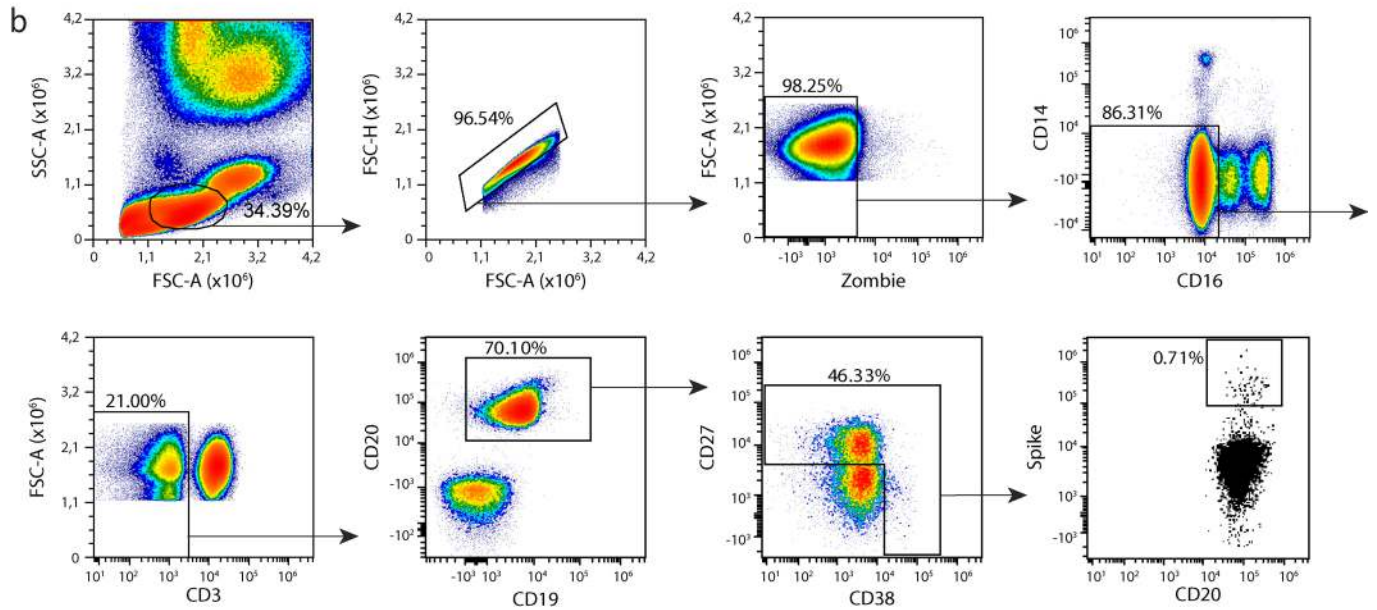 b
4,2
3,2
2,1
1,1
0
SSC-A (x10⁶)
34.39%
0 1,1 2,1 3,2 4,2
FSC-A (x10⁶)
4,2
3,2
2,1
1,1
0
FSC-H (x10⁶)
96.54%
0 1,1 2,1 3,2 4,2
FSC-A (x10⁶)
4,2
3,2
2,1
1,1
0
FSC-A (x10⁶)
98.25%
-10³ 10³ 10⁴ 10⁵ 10⁶
Zombie
10⁶
10⁵
10⁴
-10³
-10⁴
CD14
86.31%
10¹ 10² 10³ 10⁴ 10⁵ 10⁶
CD16
4,2
3,2
2,1
1,1
0
FSC-A (x10⁶)
21.00%
10¹ 10² 10³ 10⁴ 10⁵ 10⁶
CD3
10⁶
10⁵
10⁴
-10³
-10²
CD20
70.10%
-10³ 10³ 10⁴ 10⁵ 10⁶
CD19
10⁶
10⁵
10⁴
10³
-10³
CD27
46.33%
10¹ 10² 10³ 10⁴ 10⁵ 10⁶
CD38
10⁶
10⁵
10⁴
10³
-10³
Spike
0.71%
10¹ 10² 10³ 10⁴ 10⁵ 10⁶
CD20